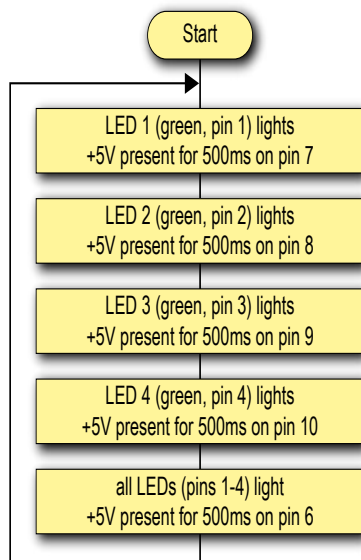 Start
LED 1 (green, pin 1) lights
+5V present for 500ms on pin 7
LED 2 (green, pin 2) lights
+5V present for 500ms on pin 8
LED 3 (green, pin 3) lights
+5V present for 500ms on pin 9
LED 4 (green, pin 4) lights
+5V present for 500ms on pin 10
all LEDs (pins 1-4) light
+5V present for 500ms on pin 6